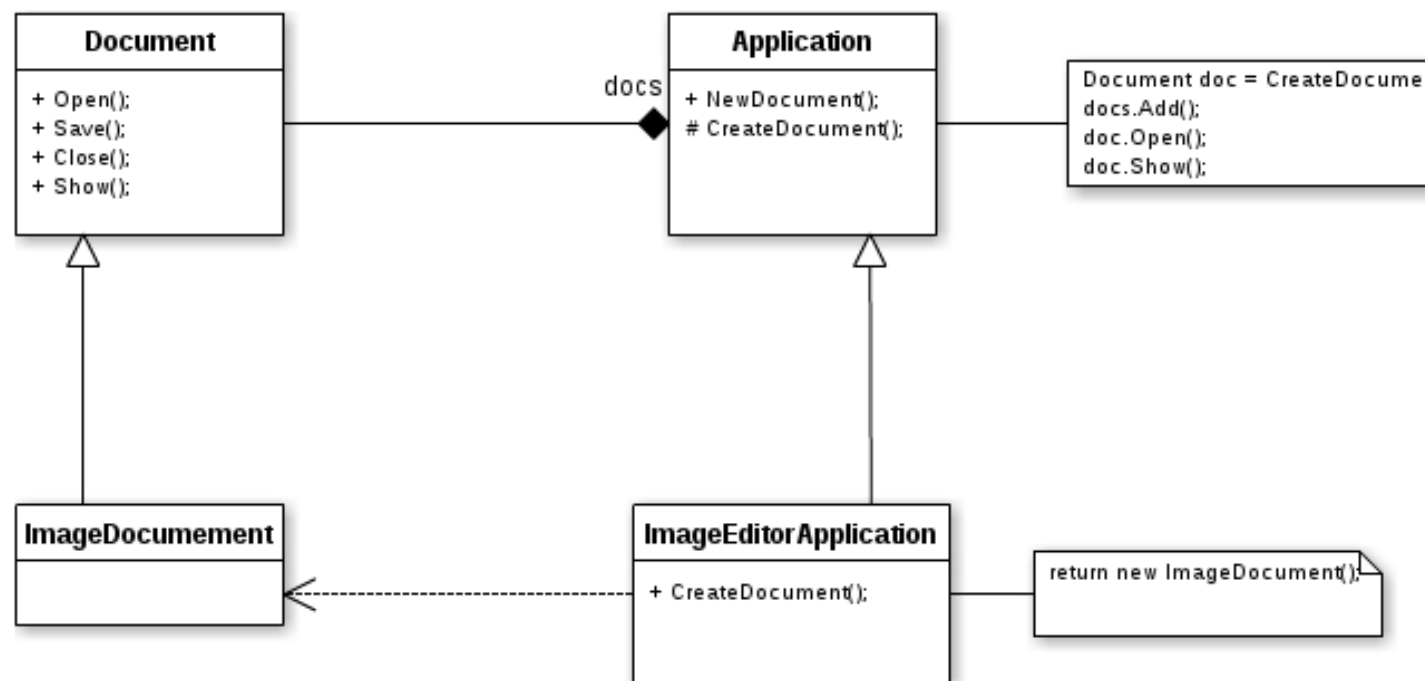 Document
+ Open();
+ Save();
+ Close();
+ Show();
docs
Application
+ NewDocument();
# CreateDocument();
Document doc = CreateDocume
docs.Add();
doc.Open();
doc.Show();
ImageDocumement
ImageEditorApplication
+ CreateDocument();
return new ImageDocument();